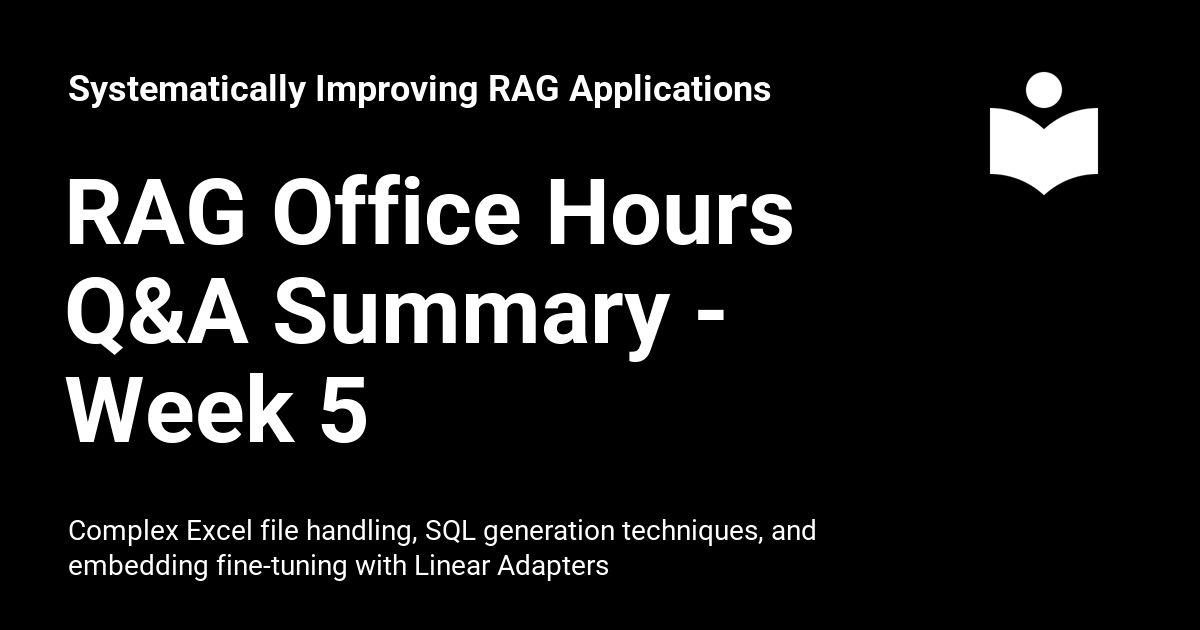 Systematically Improving RAG Applications
RAG Office Hours
Q&A Summary -
Week 5
Complex Excel file handling, SQL generation techniques, and
embedding fine-tuning with Linear Adapters